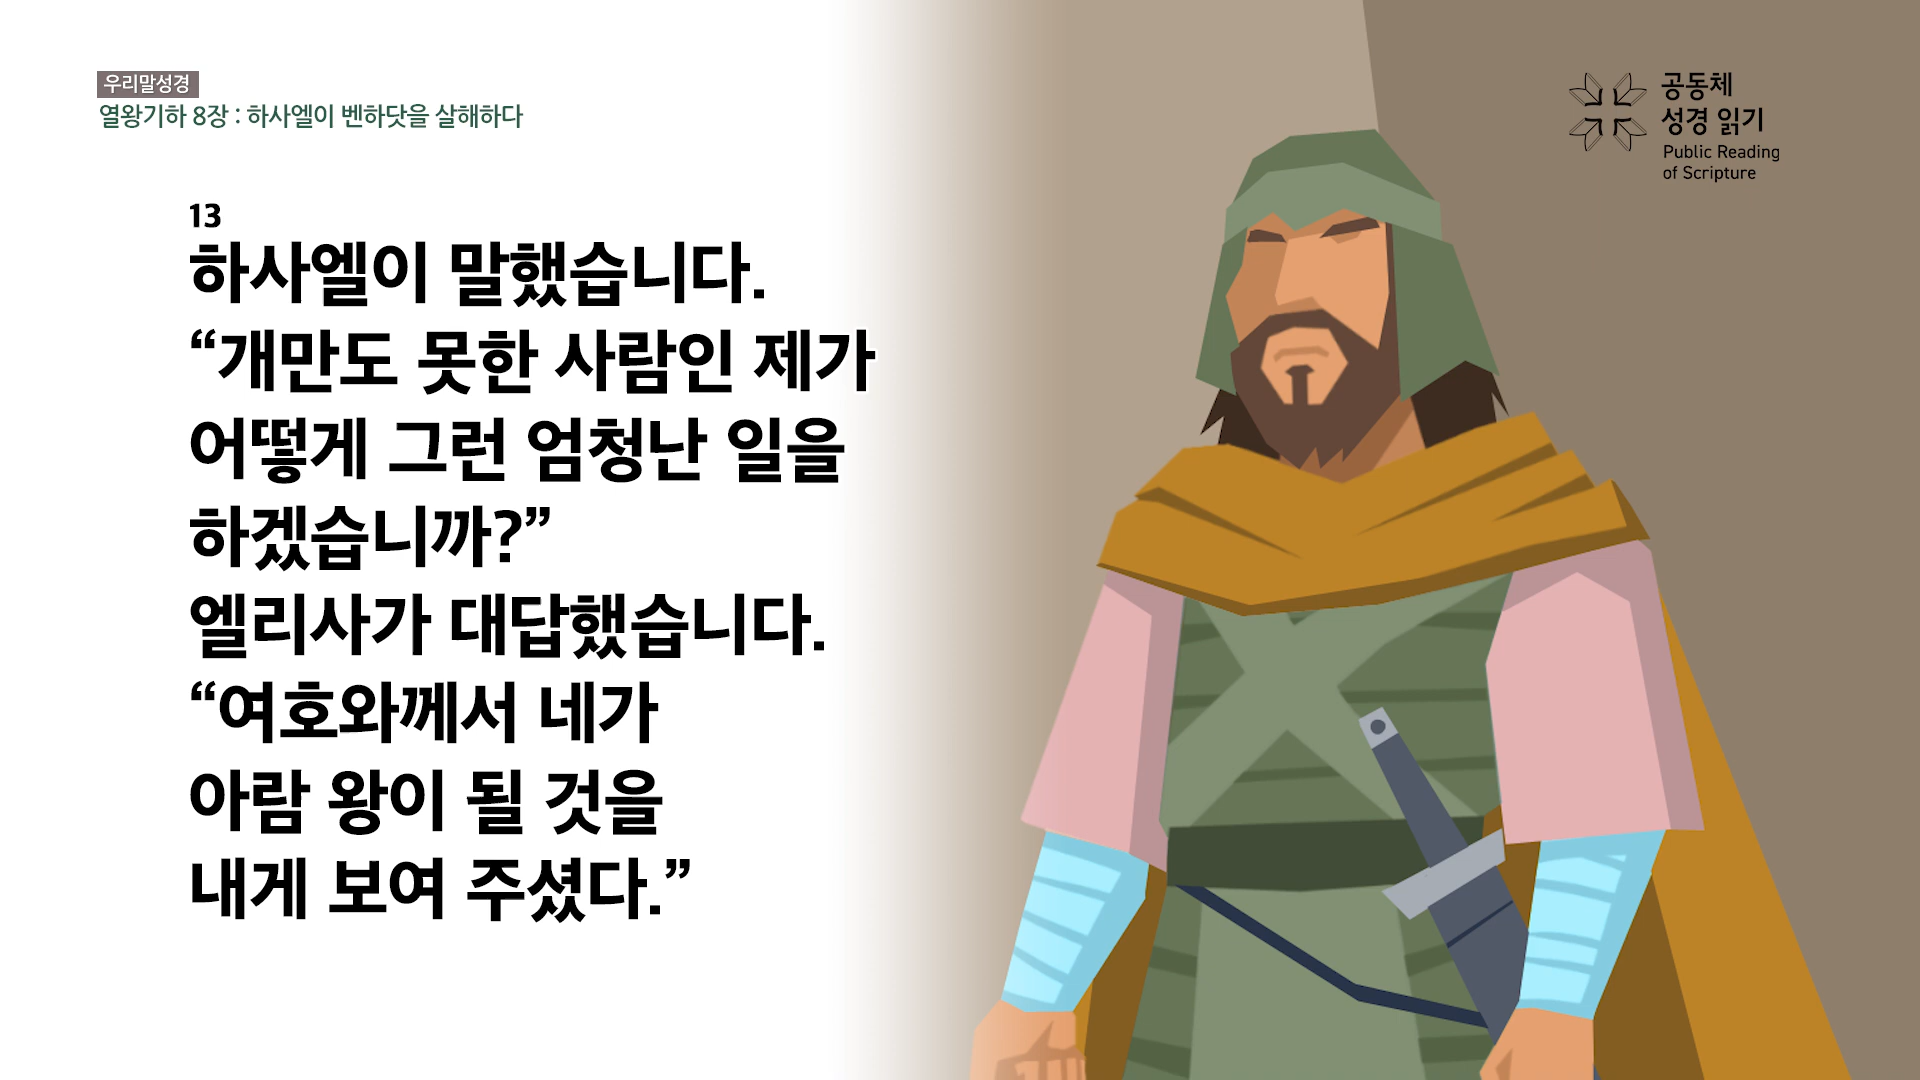 우리말성경
열왕기하 8장 : 하사엘이 벤하닷을 살해하다
공동체
성경 읽기
Public Reading
of Scripture
13
하사엘이 말했습니다.
“개만도 못한 사람인 제가
어떻게 그런 엄청난 일을
하겠습니까?”
엘리사가 대답했습니다.
“여호와께서 네가
아람 왕이 될 것을
내게 보여 주셨다.”